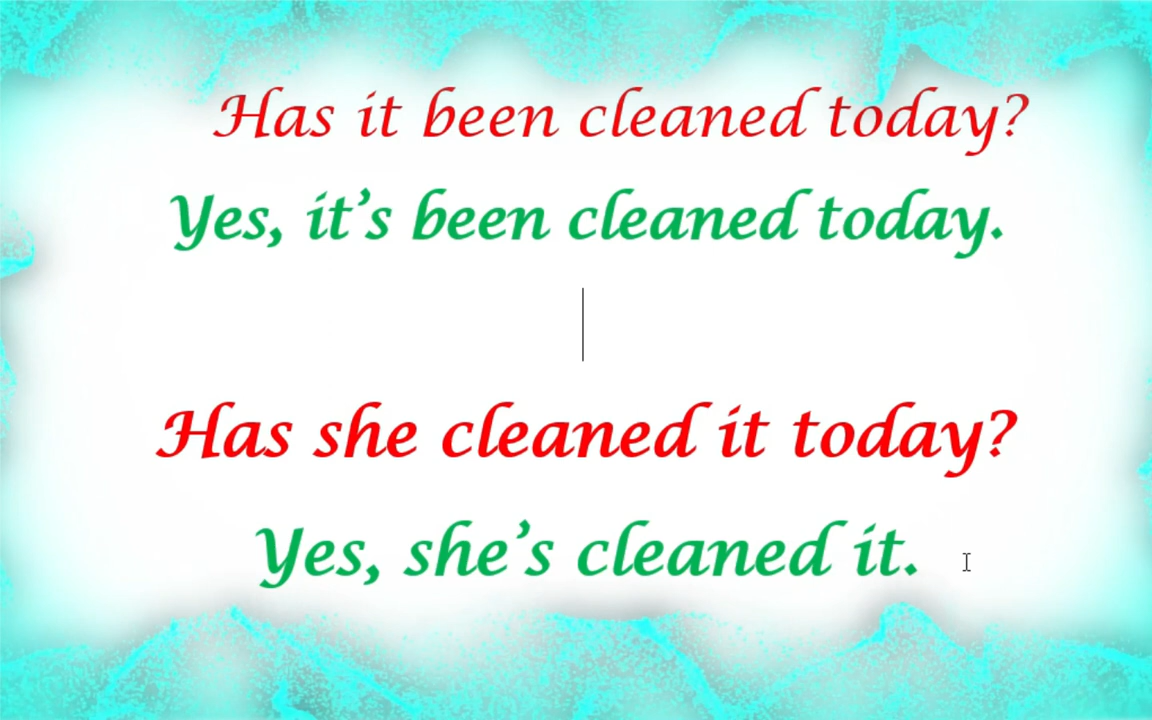 Has it been cleaned today?
Yes, it’s been cleaned today.
Has she cleaned it today?
Yes, she’s cleaned it.